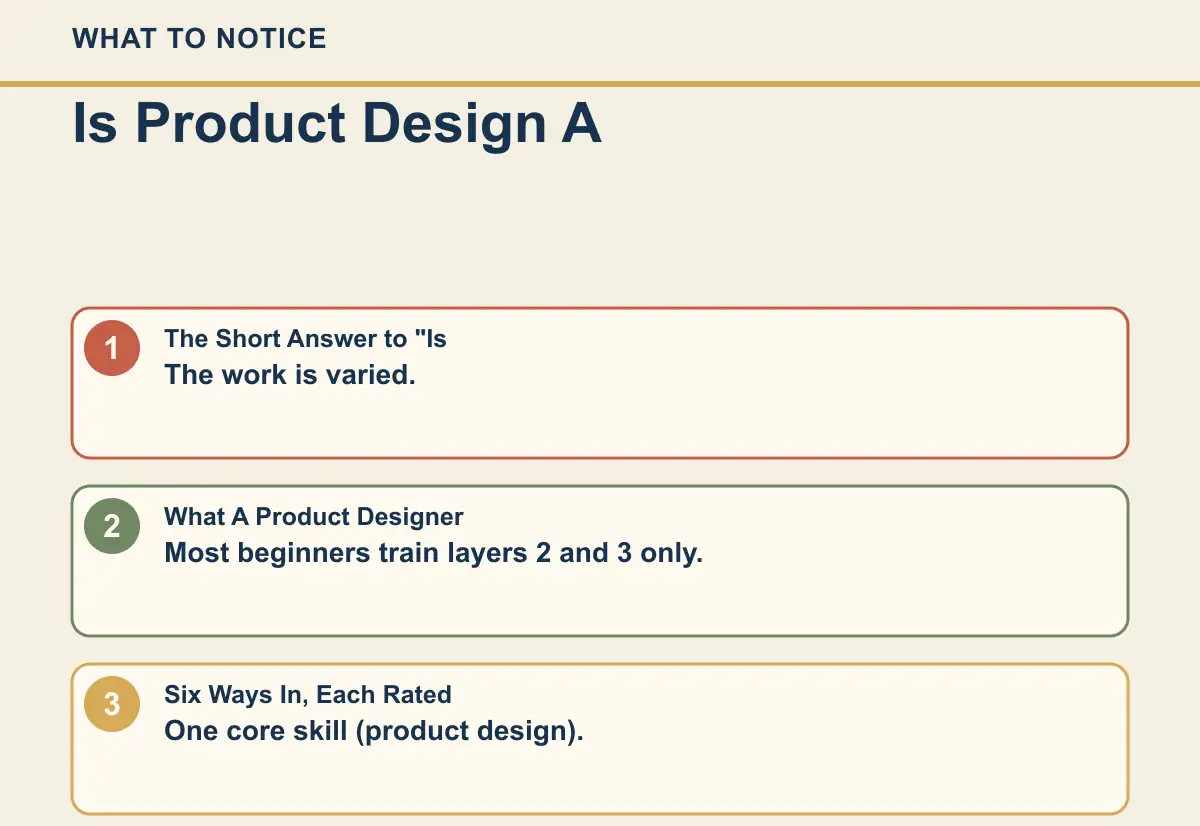 WHAT TO NOTICE
Is Product Design A
1
The Short Answer to "Is
The work is varied.
2
What A Product Designer
Most beginners train layers 2 and 3 only.
3
Six Ways In, Each Rated
One core skill (product design).